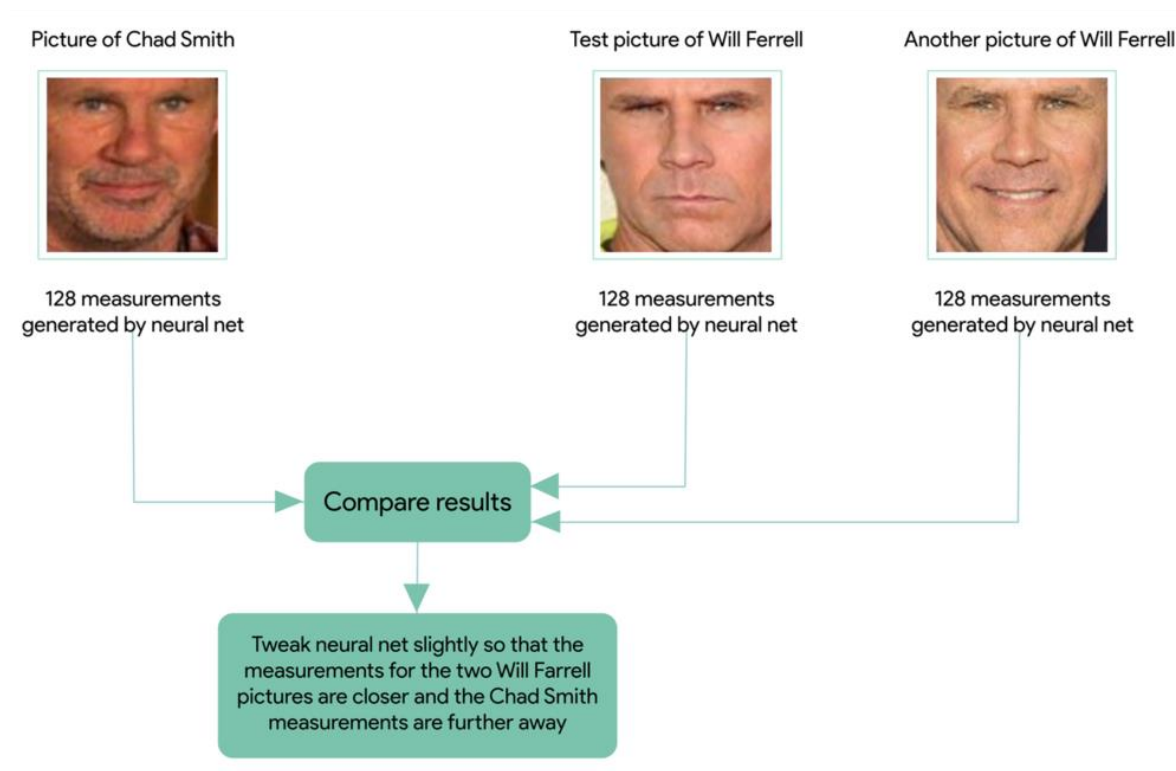 Picture of Chad Smith
Test picture of Will Ferrell
Another picture of Will Ferrell
128 measurements
generated by neural net
128 measurements
generated by neural net
128 measurements
generated by neural net
Compare results
Tweak neural net slightly so that the
measurements for the two Will Farrell
pictures are closer and the Chad Smith
measurements are further away